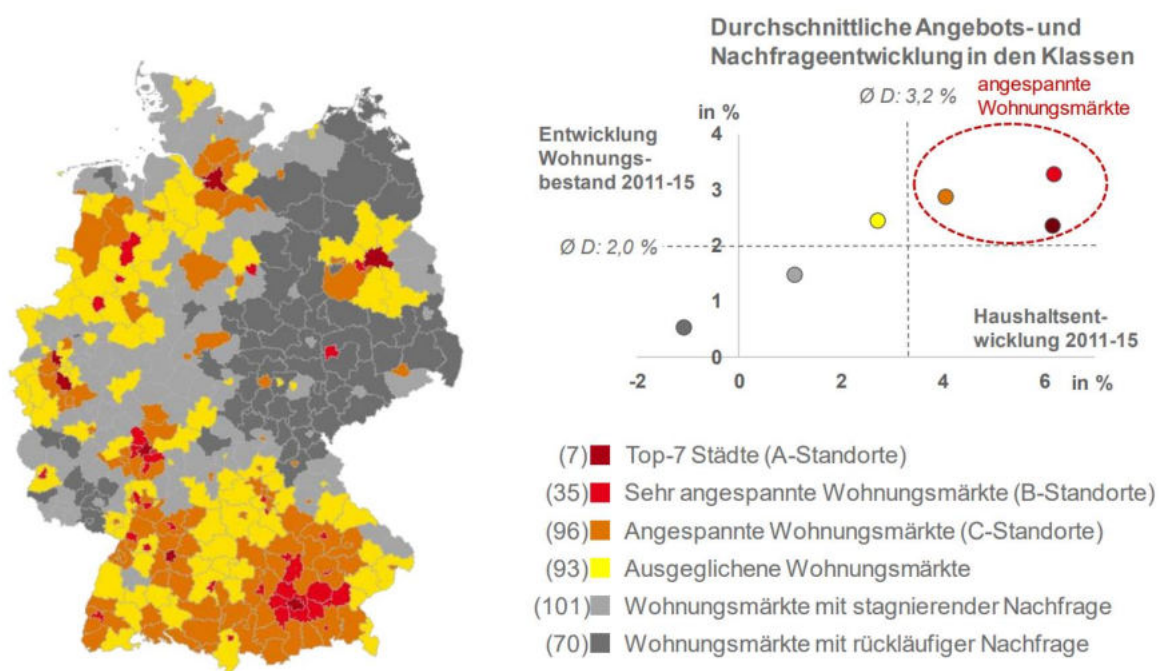 Durchschnittliche Angebots- und
Nachfrageentwicklung in den Klassen
Ø D: 3,2 %
angespannte
Wohnungsmärkte
in %
Entwicklung
Wohnungs-
bestand 2011-15
4
3
Ø D: 2,0 %
2
1
0
Haushaltsent-
wicklung 2011-15
-2 0 2 4 6 in %
(7) Top-7 Städte (A-Standorte)
(35) Sehr angespannte Wohnungsmärkte (B-Standorte)
(96) Angespannte Wohnungsmärkte (C-Standorte)
(93) Ausgeglichene Wohnungsmärkte
(101) Wohnungsmärkte mit stagnierender Nachfrage
(70) Wohnungsmärkte mit rückläufiger Nachfrage